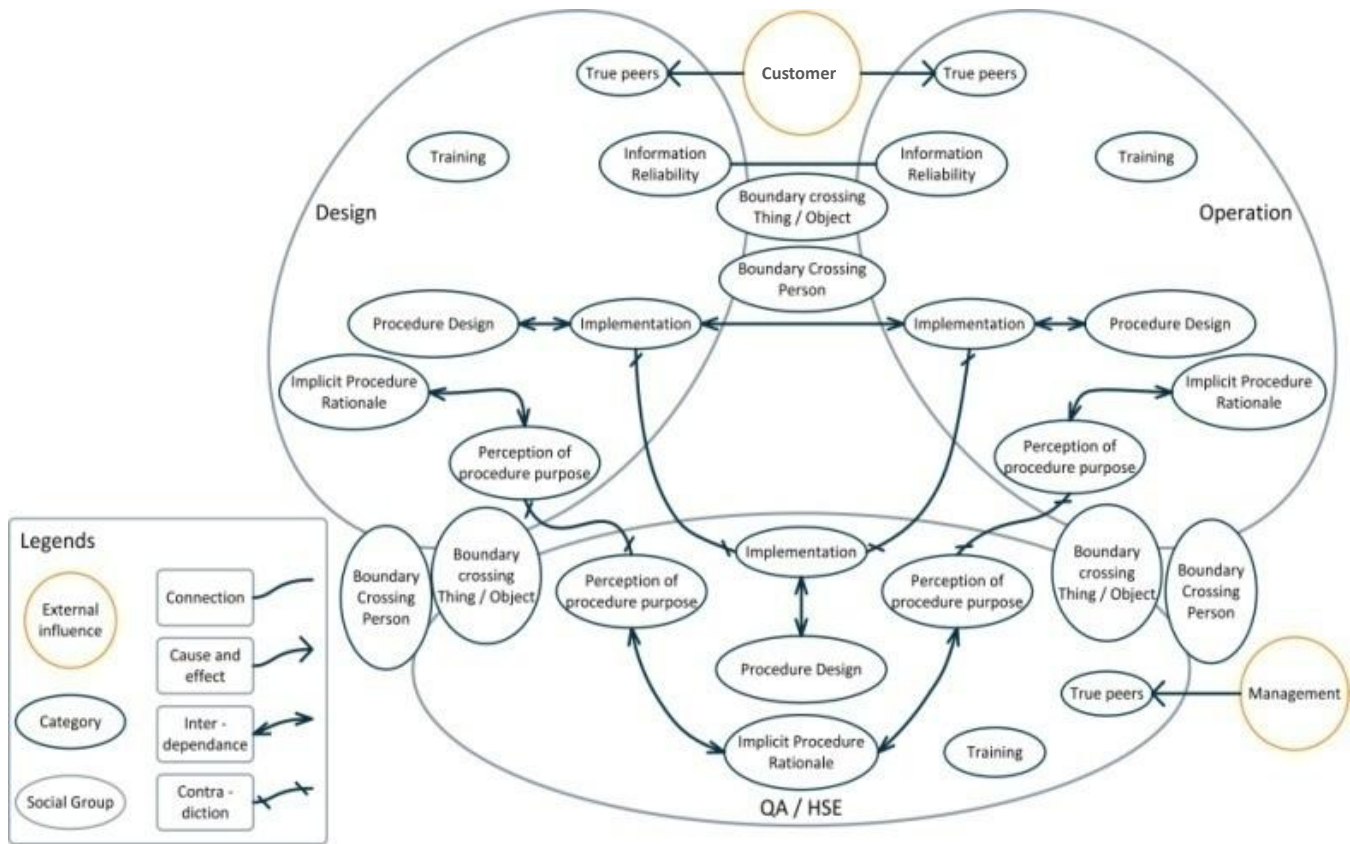 Customer
True peers
True peers
Training
Information
Reliability
Information
Reliability
Training
Boundary crossing
Thing / Object
Design
Operation
Boundary Crossing
Person
Procedure Design
Implementation
Implementation
Procedure Design
Implicit Procedure
Rationale
Implicit Procedure
Rationale
Perception of
procedure purpose
Perception of
procedure purpose
Boundary
Crossing
Person
Boundary
crossing
Thing / Object
Implementation
Perception of
procedure purpose
Perception of
procedure purpose
Boundary
crossing
Thing / Object
Boundary
Crossing
Person
Procedure Design
True peers
Management
Implicit Procedure
Rationale
Training
QA / HSE
Legends
External
influence
Connection
Cause and
effect
Category
Inter -
dependance
Social Group
Contra -
diction